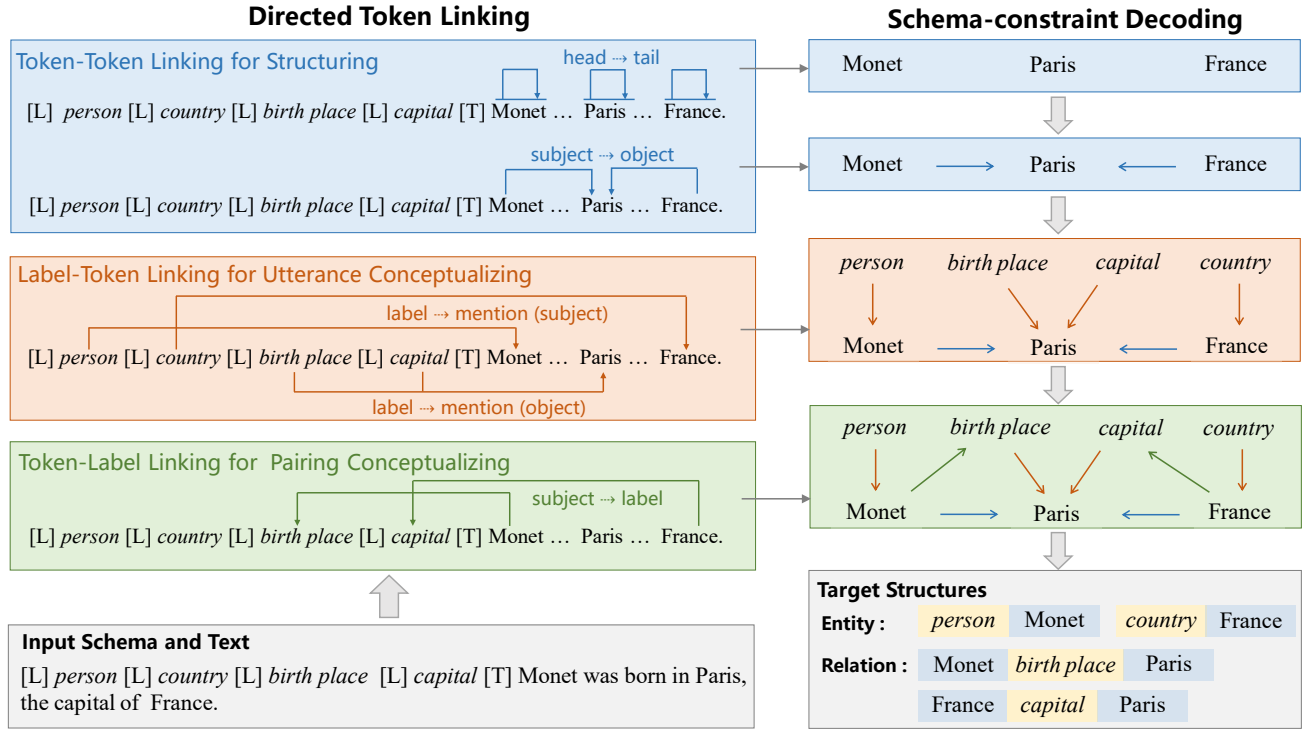 Directed Token Linking
Token-Token Linking for Structuring
head ⇢ tail
[L] person [L] country [L] birth place [L] capital [T] Monet … Paris … France.
subject ⇢ object
[L] person [L] country [L] birth place [L] capital [T] Monet … Paris … France.
Label-Token Linking for Utterance Conceptualizing
label ⇢ mention (subject)
[L] person [L] country [L] birth place [L] capital [T] Monet … Paris … France.
label ⇢ mention (object)
Token-Label Linking for Pairing Conceptualizing
subject ⇢ label
[L] person [L] country [L] birth place [L] capital [T] Monet … Paris … France.
Input Schema and Text
[L] person [L] country [L] birth place [L] capital [T] Monet was born in Paris,
the capital of France.
Schema-constraint Decoding
Monet Paris France
Monet → Paris ← France
person birth place capital country
Monet → Paris ← France
person birth place capital country
Monet → Paris ← France
Target Structures
Entity : person Monet country France
Relation : Monet birth place Paris
France capital Paris